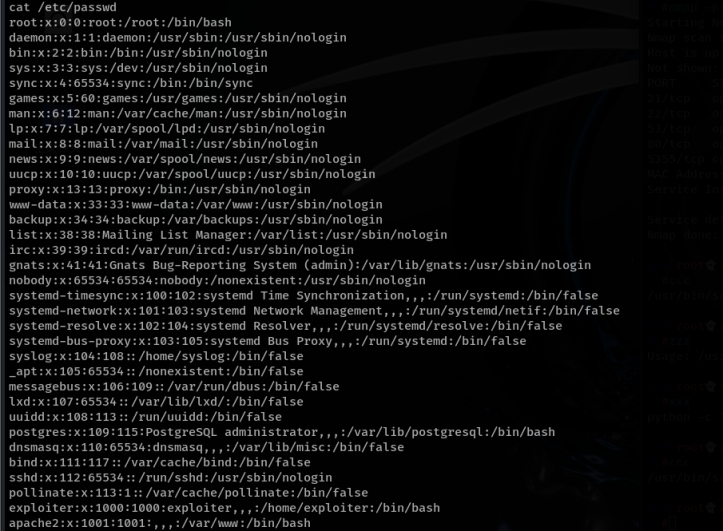 cat /etc/passwd
root:x:0:0:root:/root:/bin/bash
daemon:x:1:1:daemon:/usr/sbin:/usr/sbin/nologin
bin:x:2:2:bin:/bin:/usr/sbin/nologin
sys:x:3:3:sys:/dev:/usr/sbin/nologin
sync:x:4:65534:sync:/bin:/bin/sync
games:x:5:60:games:/usr/games:/usr/sbin/nologin
man:x:6:12:man:/var/cache/man:/usr/sbin/nologin
lp:x:7:7:lp:/var/spool/lpd:/usr/sbin/nologin
mail:x:8:8:mail:/var/mail:/usr/sbin/nologin
news:x:9:9:news:/var/spool/news:/usr/sbin/nologin
uucp:x:10:10:uucp:/var/spool/uucp:/usr/sbin/nologin
proxy:x:13:13:proxy:/bin:/usr/sbin/nologin
www-data:x:33:33:www-data:/var/www:/usr/sbin/nologin
backup:x:34:34:backup:/var/backups:/usr/sbin/nologin
list:x:38:38:Mailing List Manager:/var/list:/usr/sbin/nologin
irc:x:39:39:ircd:/var/run/ircd:/usr/sbin/nologin
gnats:x:41:41:Gnats Bug-Reporting System (admin):/var/lib/gnats:/usr/sbin/nologin
nobody:x:65534:65534:nobody:/nonexistent:/usr/sbin/nologin
systemd-timesync:x:100:102:systemd Time Synchronization,,,:/run/systemd:/bin/false
systemd-network:x:101:103:systemd Network Management,,,:/run/systemd/netif:/bin/false
systemd-resolve:x:102:104:systemd Resolver,,,:/run/systemd/resolve:/bin/false
systemd-bus-proxy:x:103:105:systemd Bus Proxy,,,:/run/systemd:/bin/false
syslog:x:104:108::/home/syslog:/bin/false
_apt:x:105:65534::/nonexistent:/bin/false
messagebus:x:106:109::/var/run/dbus:/bin/false
lxd:x:107:65534::/var/lib/lxd/:/bin/false
uuidd:x:108:113::/run/uuidd:/bin/false
postgres:x:109:115:PostgreSQL administrator,,,:/var/lib/postgresql:/bin/bash
dnsmasq:x:110:65534:dnsmasq,,,:/var/lib/misc:/bin/false
bind:x:111:117::/var/cache/bind:/bin/false
sshd:x:112:65534::/run/sshd:/usr/sbin/nologin
pollinate:x:113:1::/var/cache/pollinate:/bin/false
exploiter:x:1000:1000:exploiter,,,:/home/exploiter:/bin/bash
apache2:x:1001:1001:,,,:/var/www:/bin/bash